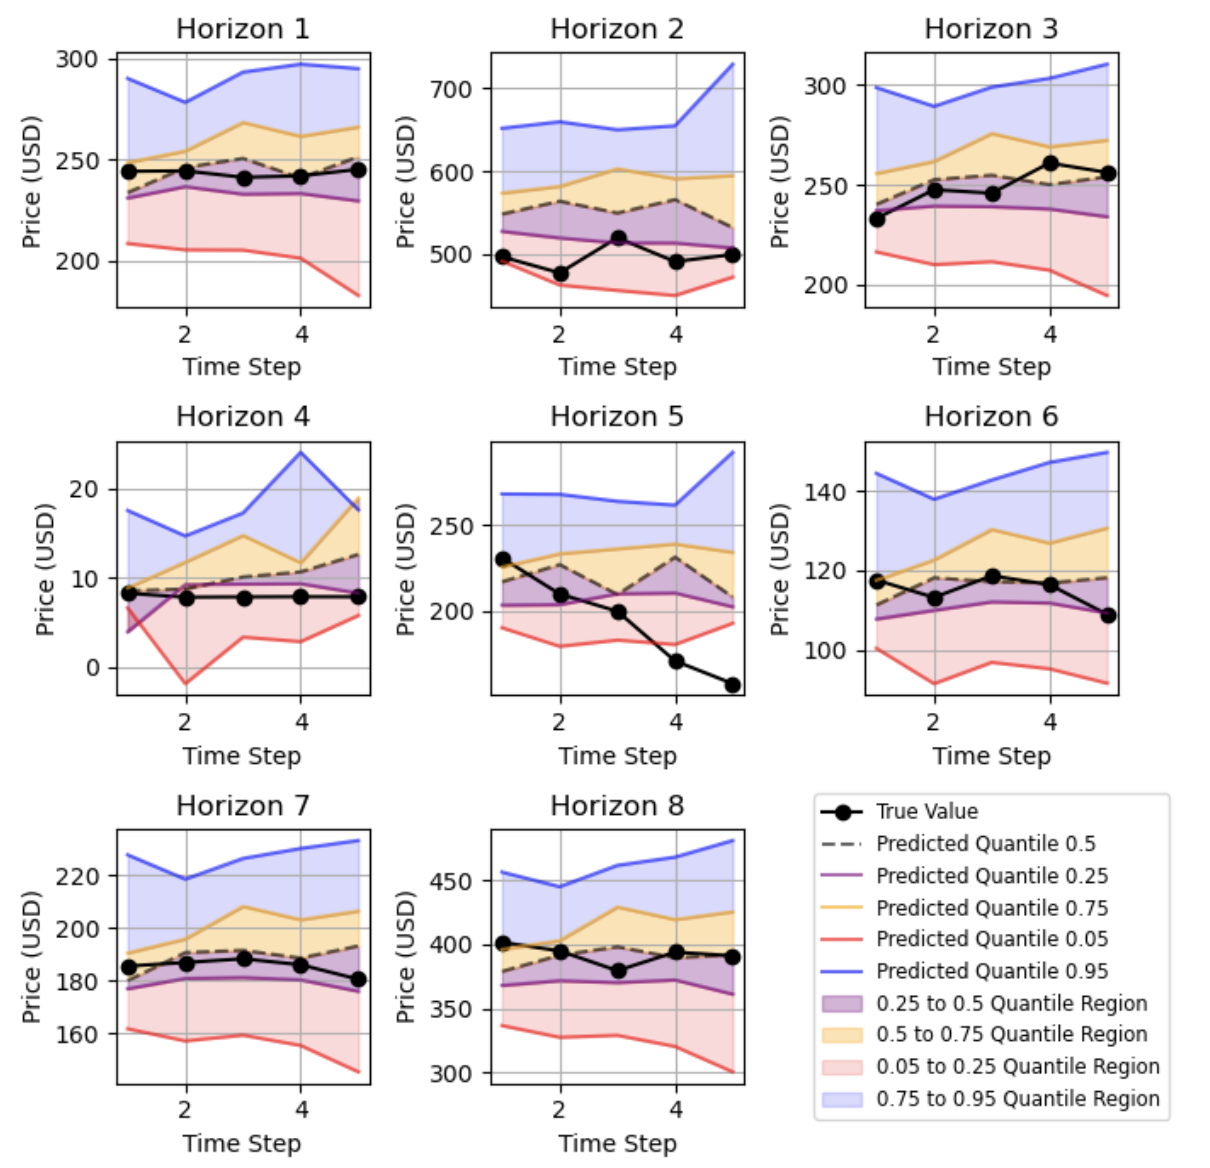 Horizon 1
Price (USD)
300
250
200
2
4
Time Step
Horizon 2
Price (USD)
700
600
500
2
4
Time Step
Horizon 3
Price (USD)
300
250
200
2
4
Time Step
Horizon 4
Price (USD)
20
10
0
2
4
Time Step
Horizon 5
Price (USD)
250
200
2
4
Time Step
Horizon 6
Price (USD)
140
120
100
2
4
Time Step
Horizon 7
Price (USD)
220
200
180
160
2
4
Time Step
Horizon 8
Price (USD)
450
400
350
300
2
4
Time Step
True Value
Predicted Quantile 0.5
Predicted Quantile 0.25
Predicted Quantile 0.75
Predicted Quantile 0.05
Predicted Quantile 0.95
0.25 to 0.5 Quantile Region
0.5 to 0.75 Quantile Region
0.05 to 0.25 Quantile Region
0.75 to 0.95 Quantile Region